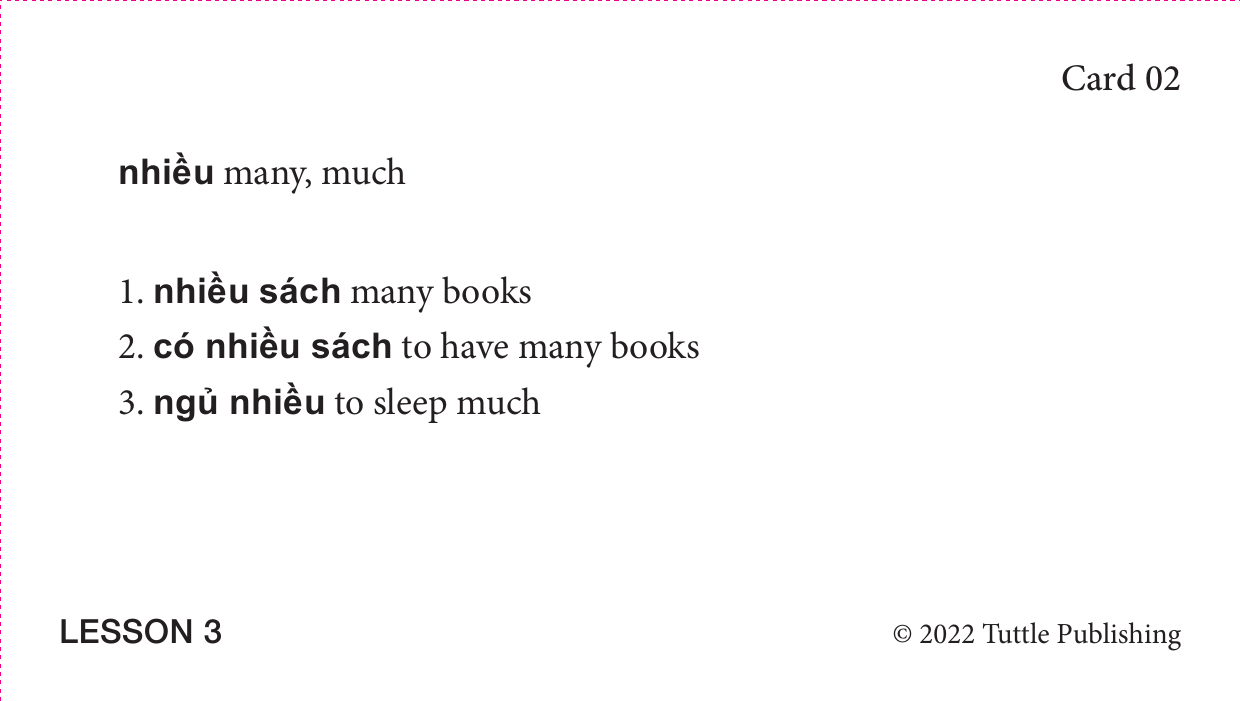 Card 02
nhiều many, much
1. nhiều sách many books
2. có nhiều sách to have many books
3. ngủ nhiều to sleep much
LESSON 3
© 2022 Tuttle Publishing